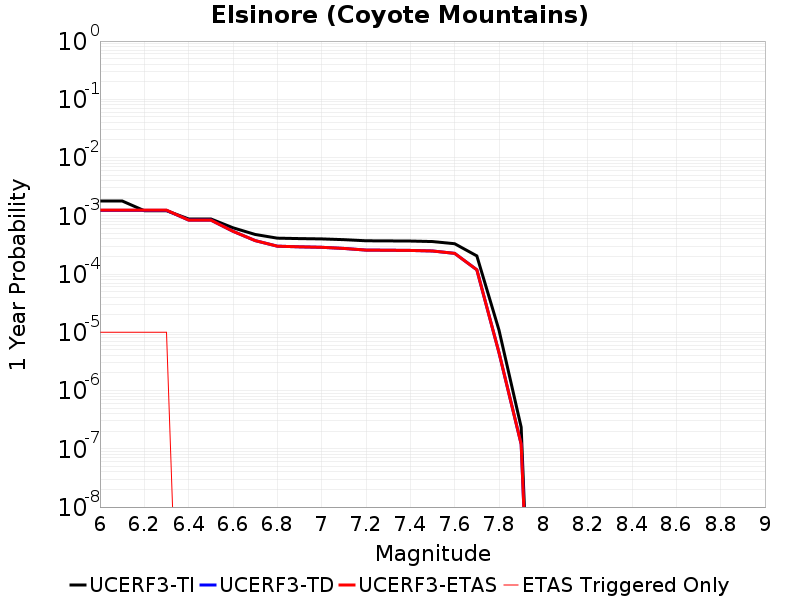 Elsinore (Coyote Mountains)
1 Year Probability
10^0
10^-1
10^-2
10^-3
10^-4
10^-5
10^-6
10^-7
10^-8
6 6.2 6.4 6.6 6.8 7 7.2 7.4 7.6 7.8 8 8.2 8.4 8.6 8.8 9
Magnitude
UCERF3-TI UCERF3-TD UCERF3-ETAS ETAS Triggered Only